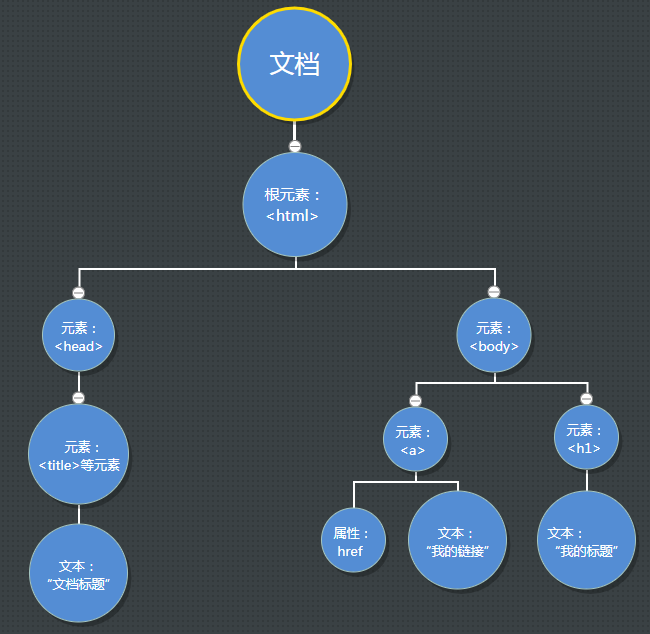 文档
根元素：
<html>
元素：
<head>
元素：
<body>
元素：
<title>等元素
元素：
<a>
元素：
<h1>
属性：
href
文本：
“我的链接”
文本：
“我的标题”
文本：
“文档标题”